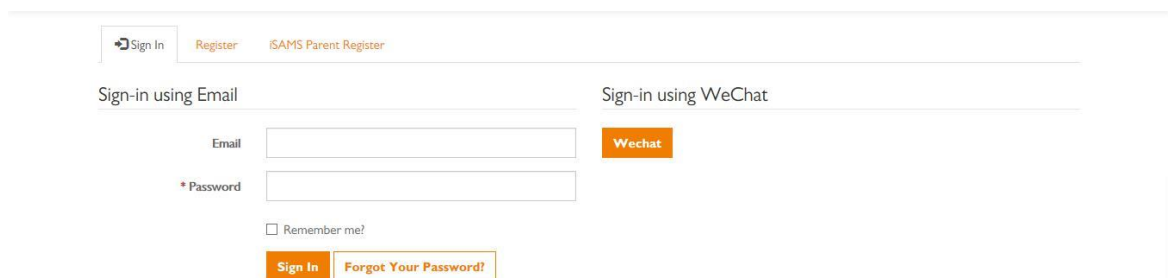 Sign In Register iSAMS Parent Register
Sign-in using Email
Email
* Password
Remember me?
Sign In Forgot Your Password?
Sign-in using WeChat
Wechat